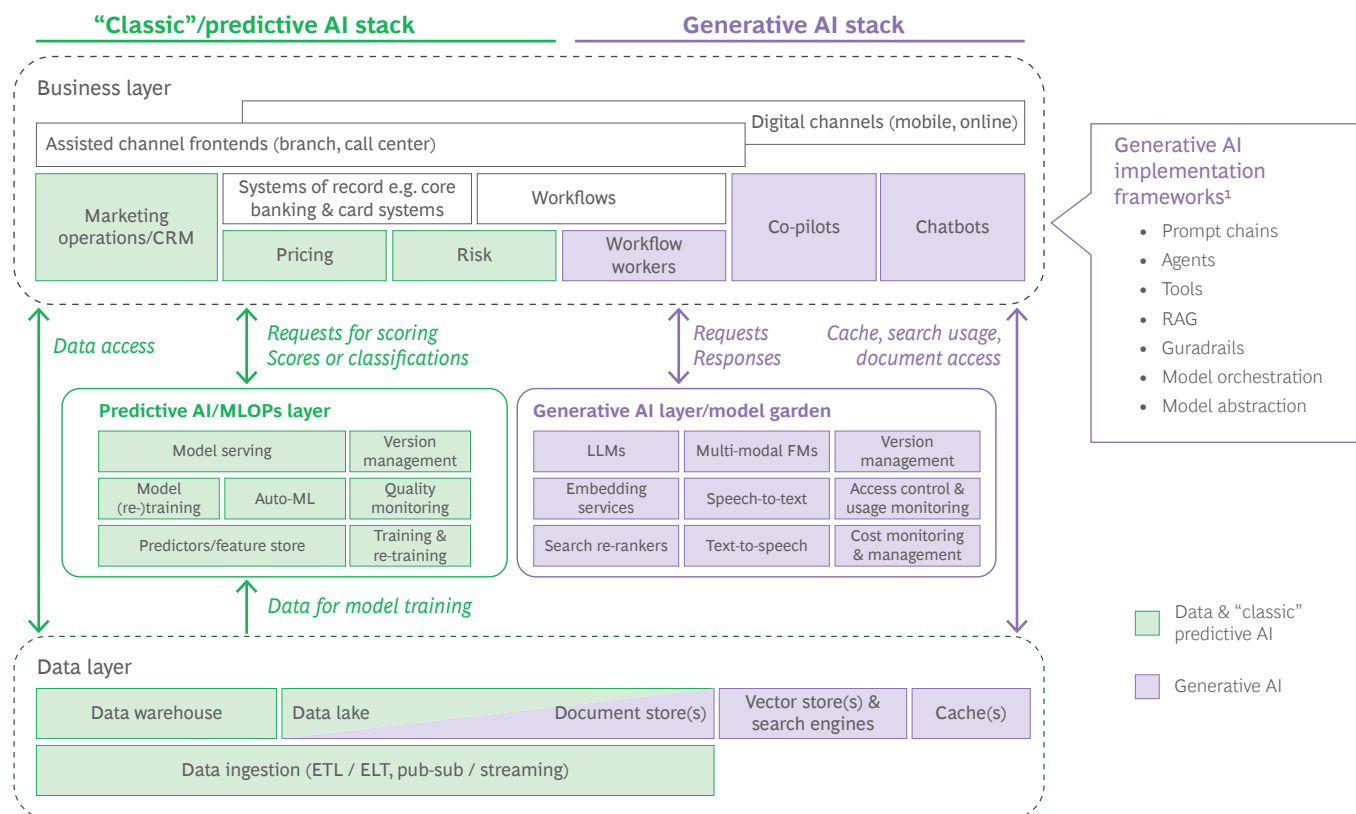 “Classic”/predictive AI stack
Generative AI stack
Business layer
Digital channels (mobile, online)
Assisted channel frontends (branch, call center)
Marketing
operations/CRM
Systems of record e.g. core
banking & card systems
Workflows
Pricing
Risk
Workflow
workers
Co-pilots
Chatbots
Generative AI
implementation
frameworks¹
• Prompt chains
• Agents
• Tools
• RAG
• Guradrails
• Model orchestration
• Model abstraction
Data access
Requests for scoring
Scores or classifications
Requests
Responses
Cache, search usage,
document access
Predictive AI/MLOPs layer
Model serving
Version
management
Model
(re-)training
Auto-ML
Quality
monitoring
Predictors/feature store
Training &
re-training
Generative AI layer/model garden
LLMs
Multi-modal FMs
Version
management
Embedding
services
Speech-to-text
Access control &
usage monitoring
Search re-rankers
Text-to-speech
Cost monitoring
& management
Data for model training
Data & “classic”
predictive AI
Generative AI
Data layer
Data warehouse
Data lake
Document store(s)
Vector store(s) &
search engines
Cache(s)
Data ingestion (ETL / ELT, pub-sub / streaming)